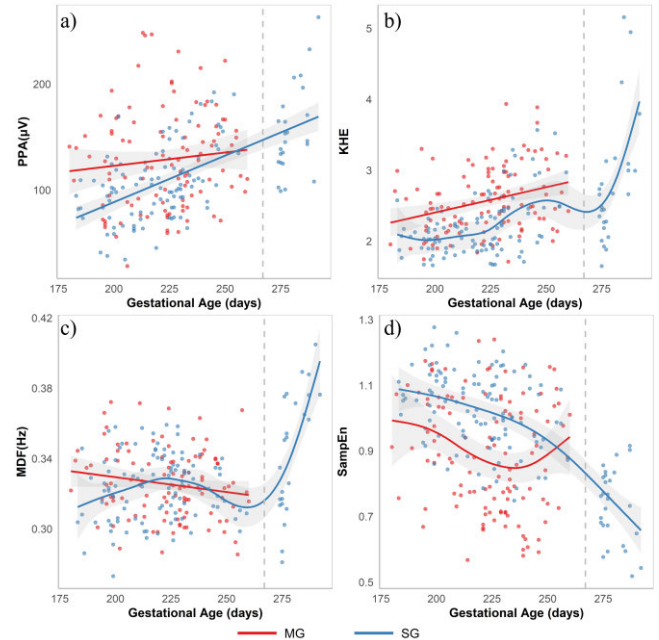 a)
PPA(µV)
200
100
175 200 225 250 275
Gestational Age (days)
b)
KHE
5
4
3
2
175 200 225 250 275
Gestational Age (days)
c)
MDF(Hz)
0.42
0.38
0.34
0.30
175 200 225 250 275
Gestational Age (days)
d)
SampEn
1.3
1.1
0.9
0.7
0.5
175 200 225 250 275
Gestational Age (days)
MG SG